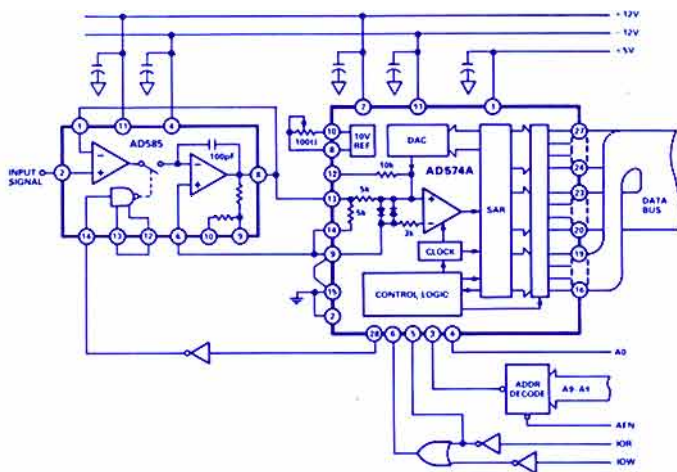 +12V
-12V
+5V
1
11
4
7
11
1
AD585
100pF
INPUT
SIGNAL
2
8
14
13
12
6
10
9
10
100Ω
8
10V
REF
DAC
AD574A
12
10k
13
5k
5k
14
9
2k
15
2
CLOCK
CONTROL LOGIC
SAR
27
24
23
20
19
16
DATA
BUS
28
6
5
3
4
A0
ADDR
DECODE
A9-A1
AEN
IOR
IOW